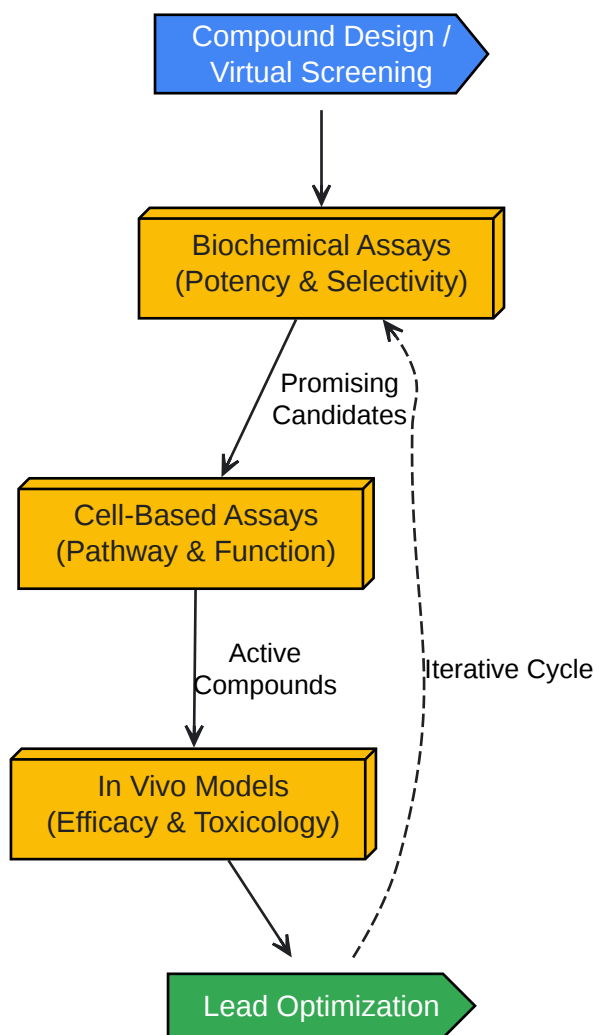 Compound Design /
Virtual Screening
Biochemical Assays
(Potency & Selectivity)
Promising
Candidates
Cell-Based Assays
(Pathway & Function)
Active
Compounds
Iterative Cycle
In Vivo Models
(Efficacy & Toxicology)
Lead Optimization